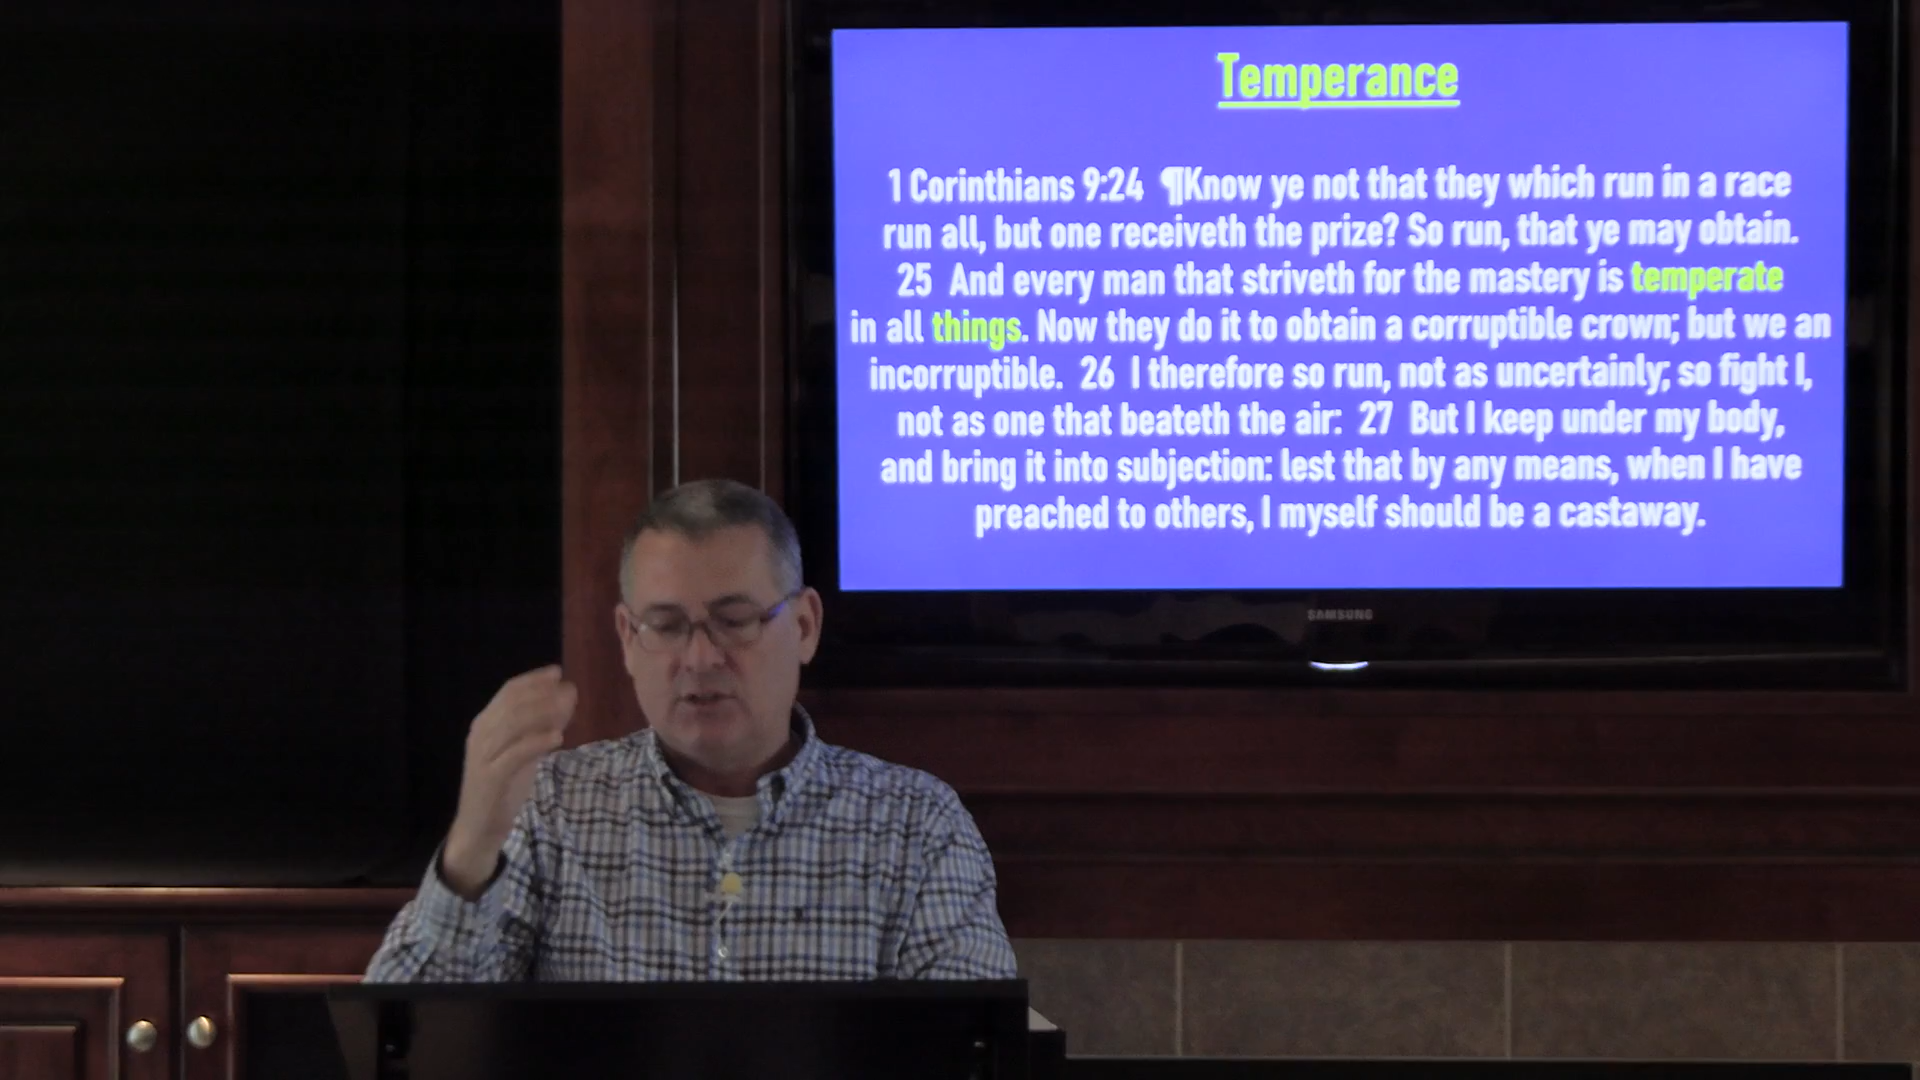 Temperance
1 Corinthians 9:24 ¶Know ye not that they which run in a race
run all, but one receiveth the prize? So run, that ye may obtain.
25 And every man that striveth for the mastery is temperate
in all things. Now they do it to obtain a corruptible crown; but we an
incorruptible. 26 I therefore so run, not as uncertainly; so fight I,
not as one that beateth the air: 27 But I keep under my body,
and bring it into subjection: lest that by any means, when I have
preached to others, I myself should be a castaway.
SAMSUNG